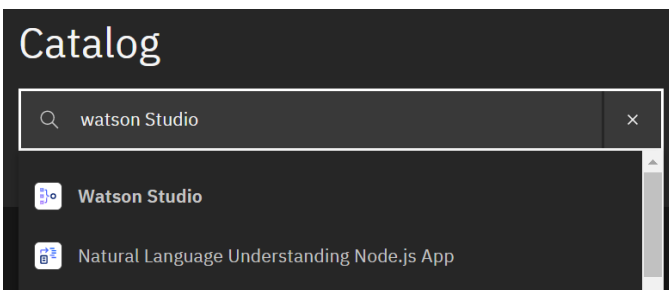 Catalog
watson Studio
Watson Studio
Natural Language Understanding Node.js App